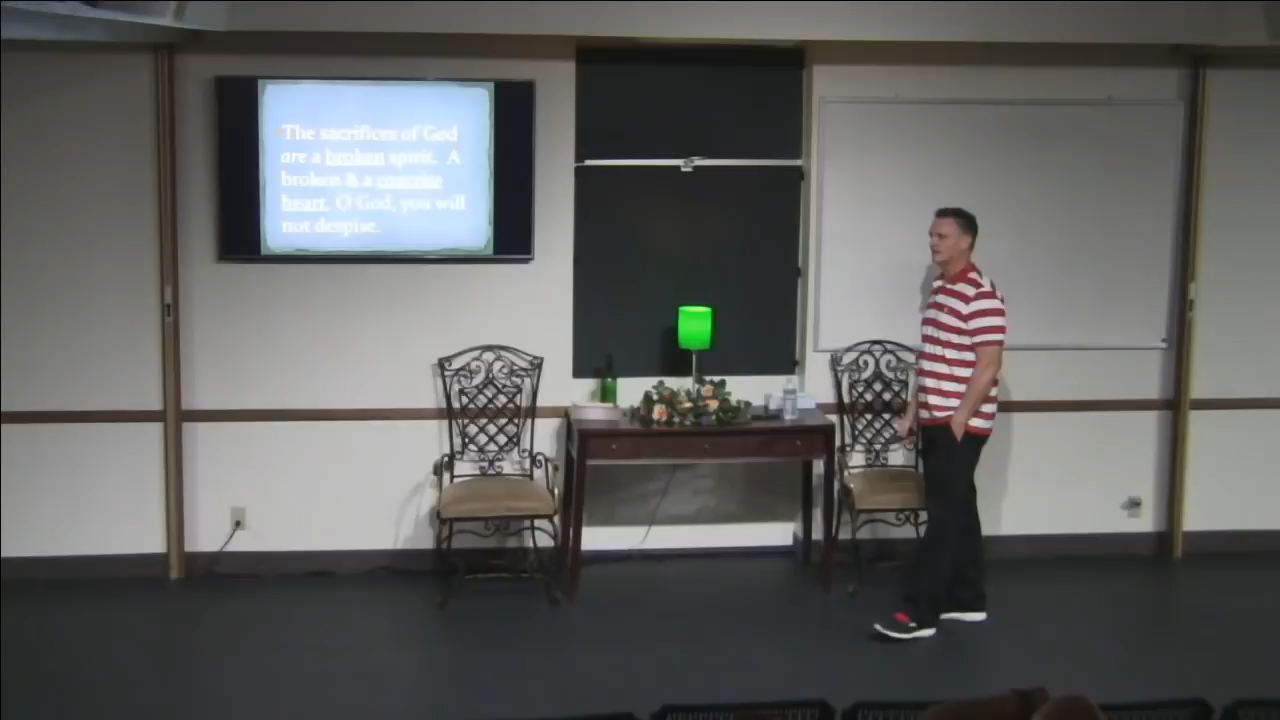 The sacrifices of God
are a broken spirit. A
broken & a contrite
heart, O God, you will
not despise.